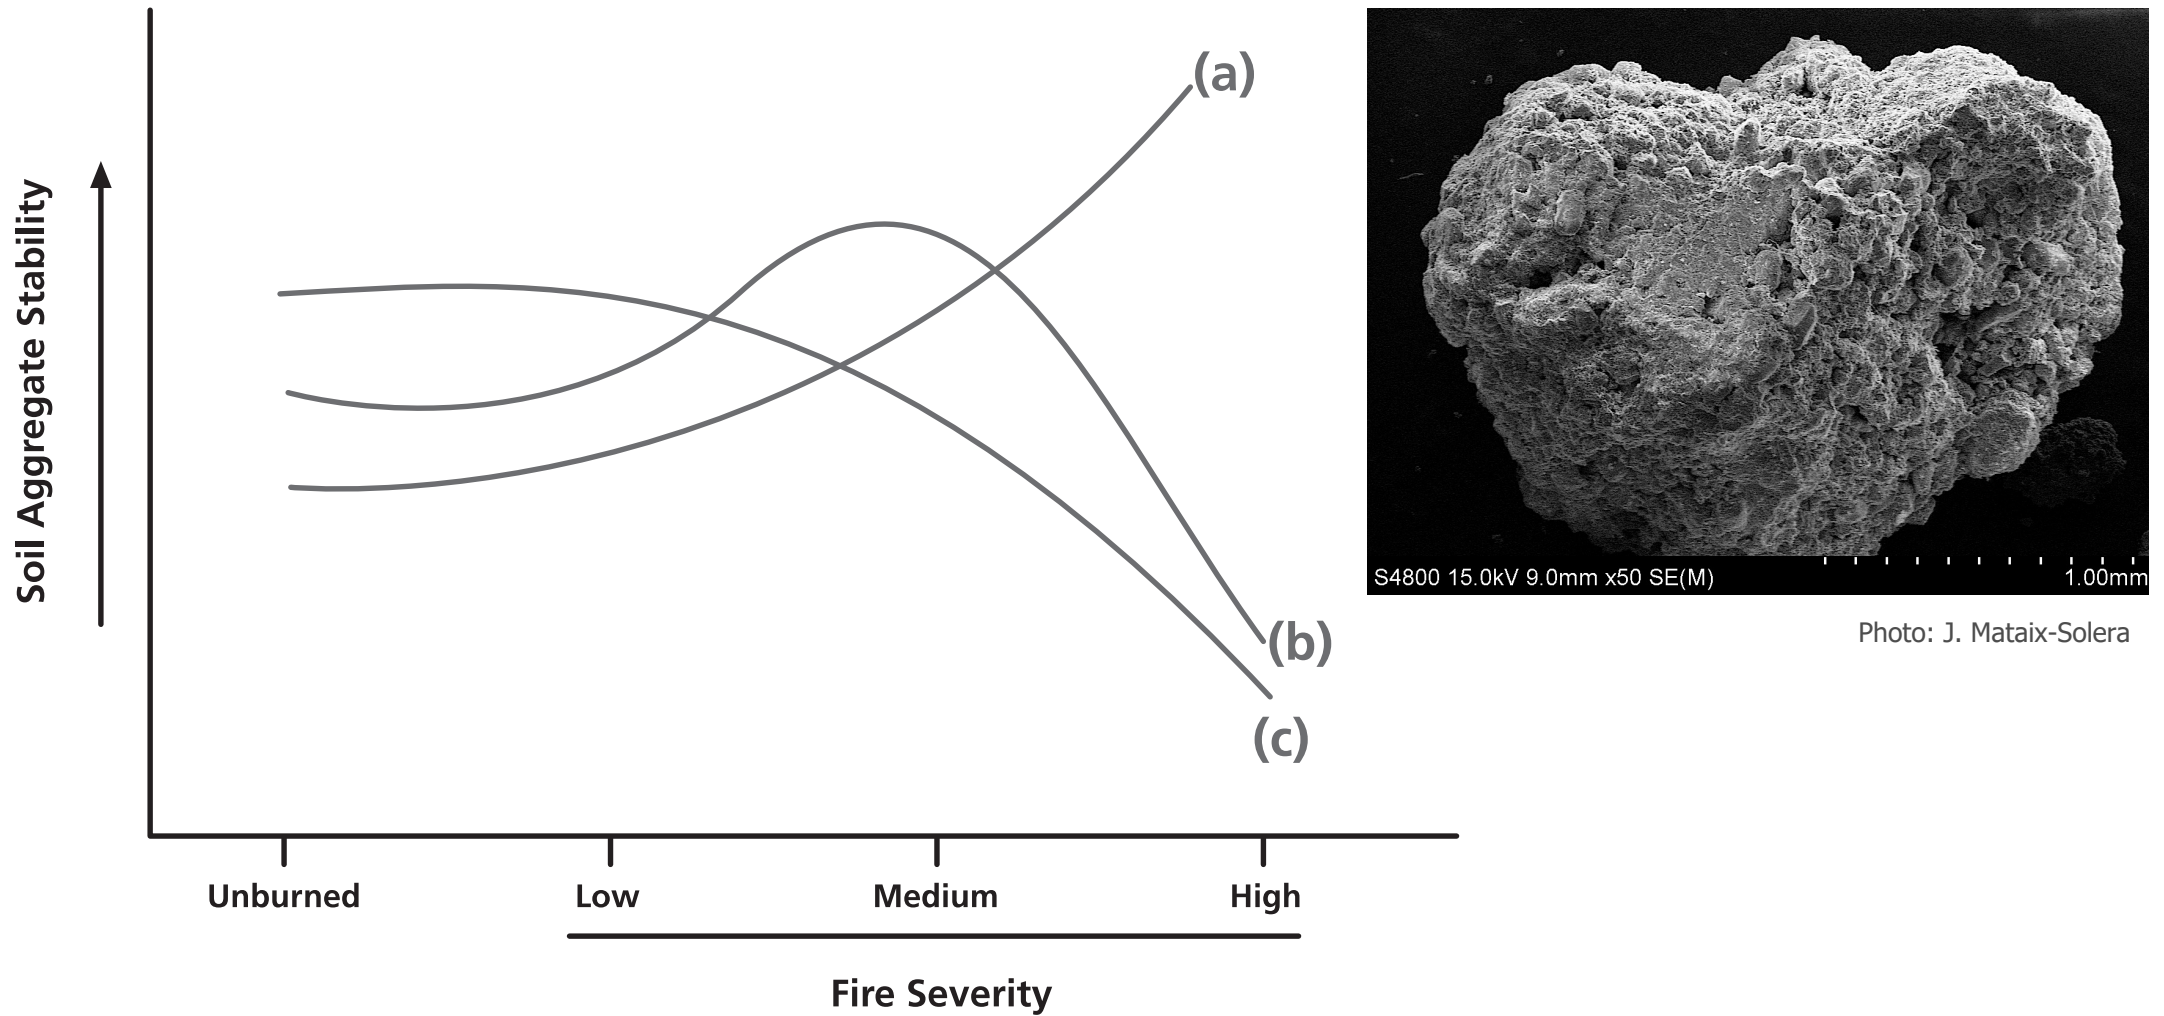 Soil Aggregate Stability
(a)
(b)
(c)
Unburned
Low
Medium
High
Fire Severity
S4800 15.0kV 9.0mm x50 SE(M)
1.00mm
Photo: J. Mataix-Solera